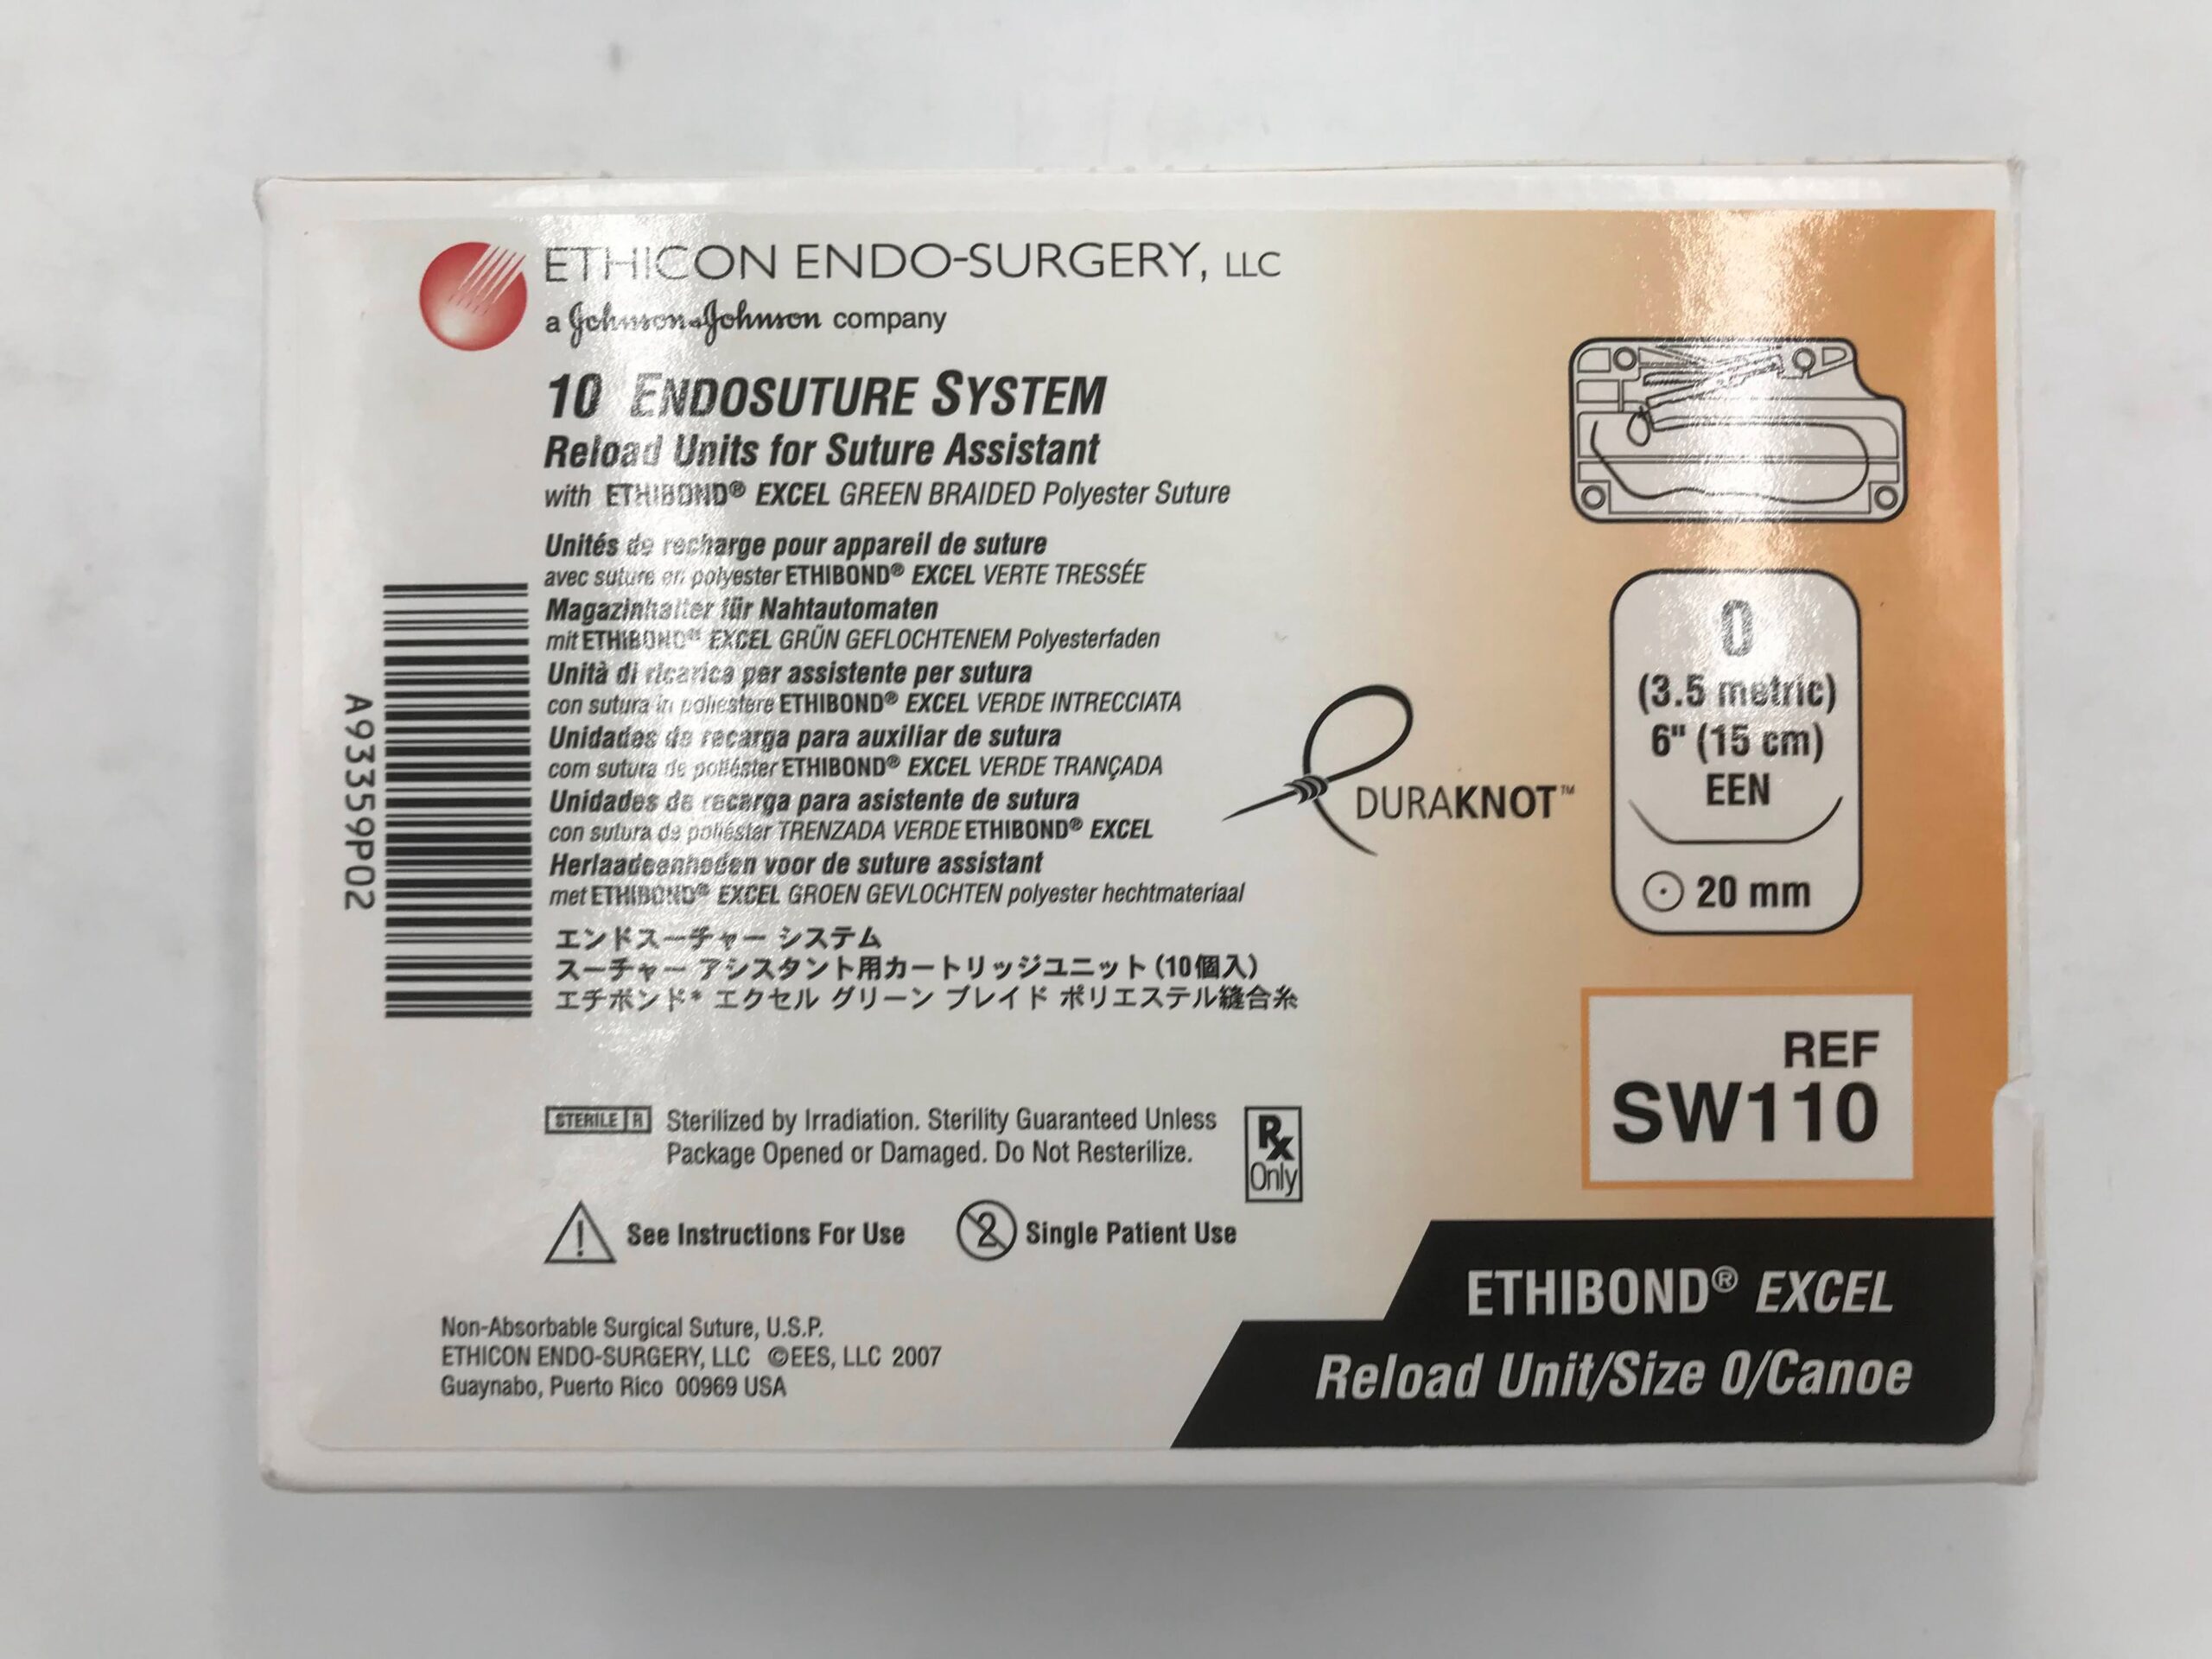 ETHICON ENDO-SURGERY, LLC
a Johnson & Johnson company
10 ENDOSUTURE SYSTEM
Reload Units for Suture Assistant
with ETHIBOND® EXCEL GREEN BRAIDED Polyester Suture
Unités de recharge pour appareil de suture
avec suture en polyester ETHIBOND® EXCEL VERTE TRESSÉE
Magazinhalter für Nahtautomaten
mit ETHIBOND® EXCEL GRÜN GEFLOCHTENEM Polyesterfaden
Unità di ricarica per assistente per sutura
con sutura in poliestere ETHIBOND® EXCEL VERDE INTRECCIATA
Unidades de recarga para auxiliar de sutura
com sutura de poliéster ETHIBOND® EXCEL VERDE TRANÇADA
Unidades de recarga para asistente de sutura
con sutura de poliéster TRENZADA VERDE ETHIBOND® EXCEL
Herlaadeenheden voor de suture assistant
met ETHIBOND® EXCEL GROEN GEVLOCHTEN polyester hechtmateriaal
エンドスーチャー システム
スーチャー アシスタント用カートリッジユニット(10個入)
エチボンド* エクセル グリーン ブレイド ポリエステル縫合糸
A93359P02
DURAKNOT™
0
(3.5 metric)
6" (15 cm)
EEN
20 mm
REF
SW110
STERILE R
Sterilized by Irradiation. Sterility Guaranteed Unless
Package Opened or Damaged. Do Not Resterilize.
Rx
Only
! See Instructions For Use
2 Single Patient Use
Non-Absorbable Surgical Suture, U.S.P.
ETHICON ENDO-SURGERY, LLC ©EES, LLC 2007
Guaynabo, Puerto Rico 00969 USA
ETHIBOND® EXCEL
Reload Unit/Size 0/Canoe